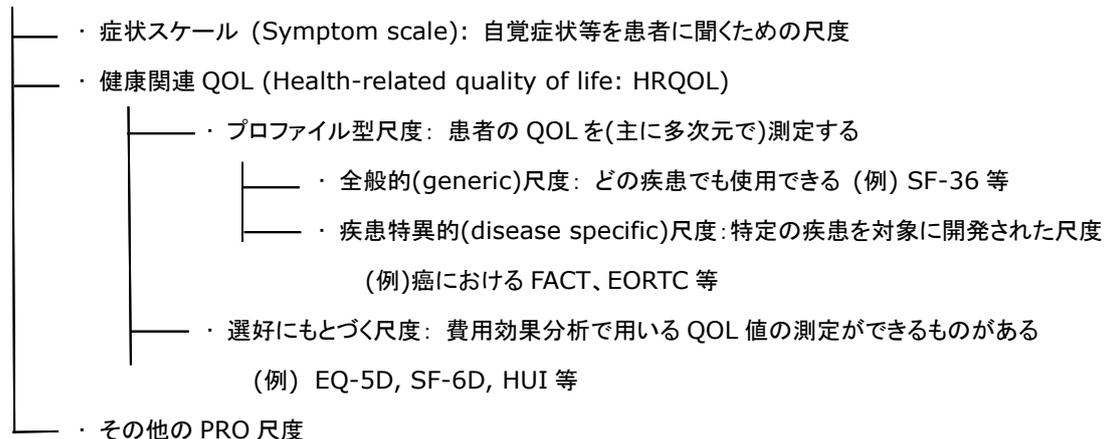 ・ 症状スケール (Symptom scale): 自覚症状等を患者に聞くための尺度
・ 健康関連 QOL (Health-related quality of life: HRQOL)
・ プロファイル型尺度: 患者の QOL を(主に多次元で)測定する
・ 全般的(generic)尺度: どの疾患でも使用できる (例) SF-36 等
・ 疾患特異的(disease specific)尺度:特定の疾患を対象に開発された尺度
(例)癌における FACT、EORTC 等
・ 選好にもとづく尺度: 費用効果分析で用いる QOL 値の測定ができるものがある
(例) EQ-5D, SF-6D, HUI 等
・ その他の PRO 尺度